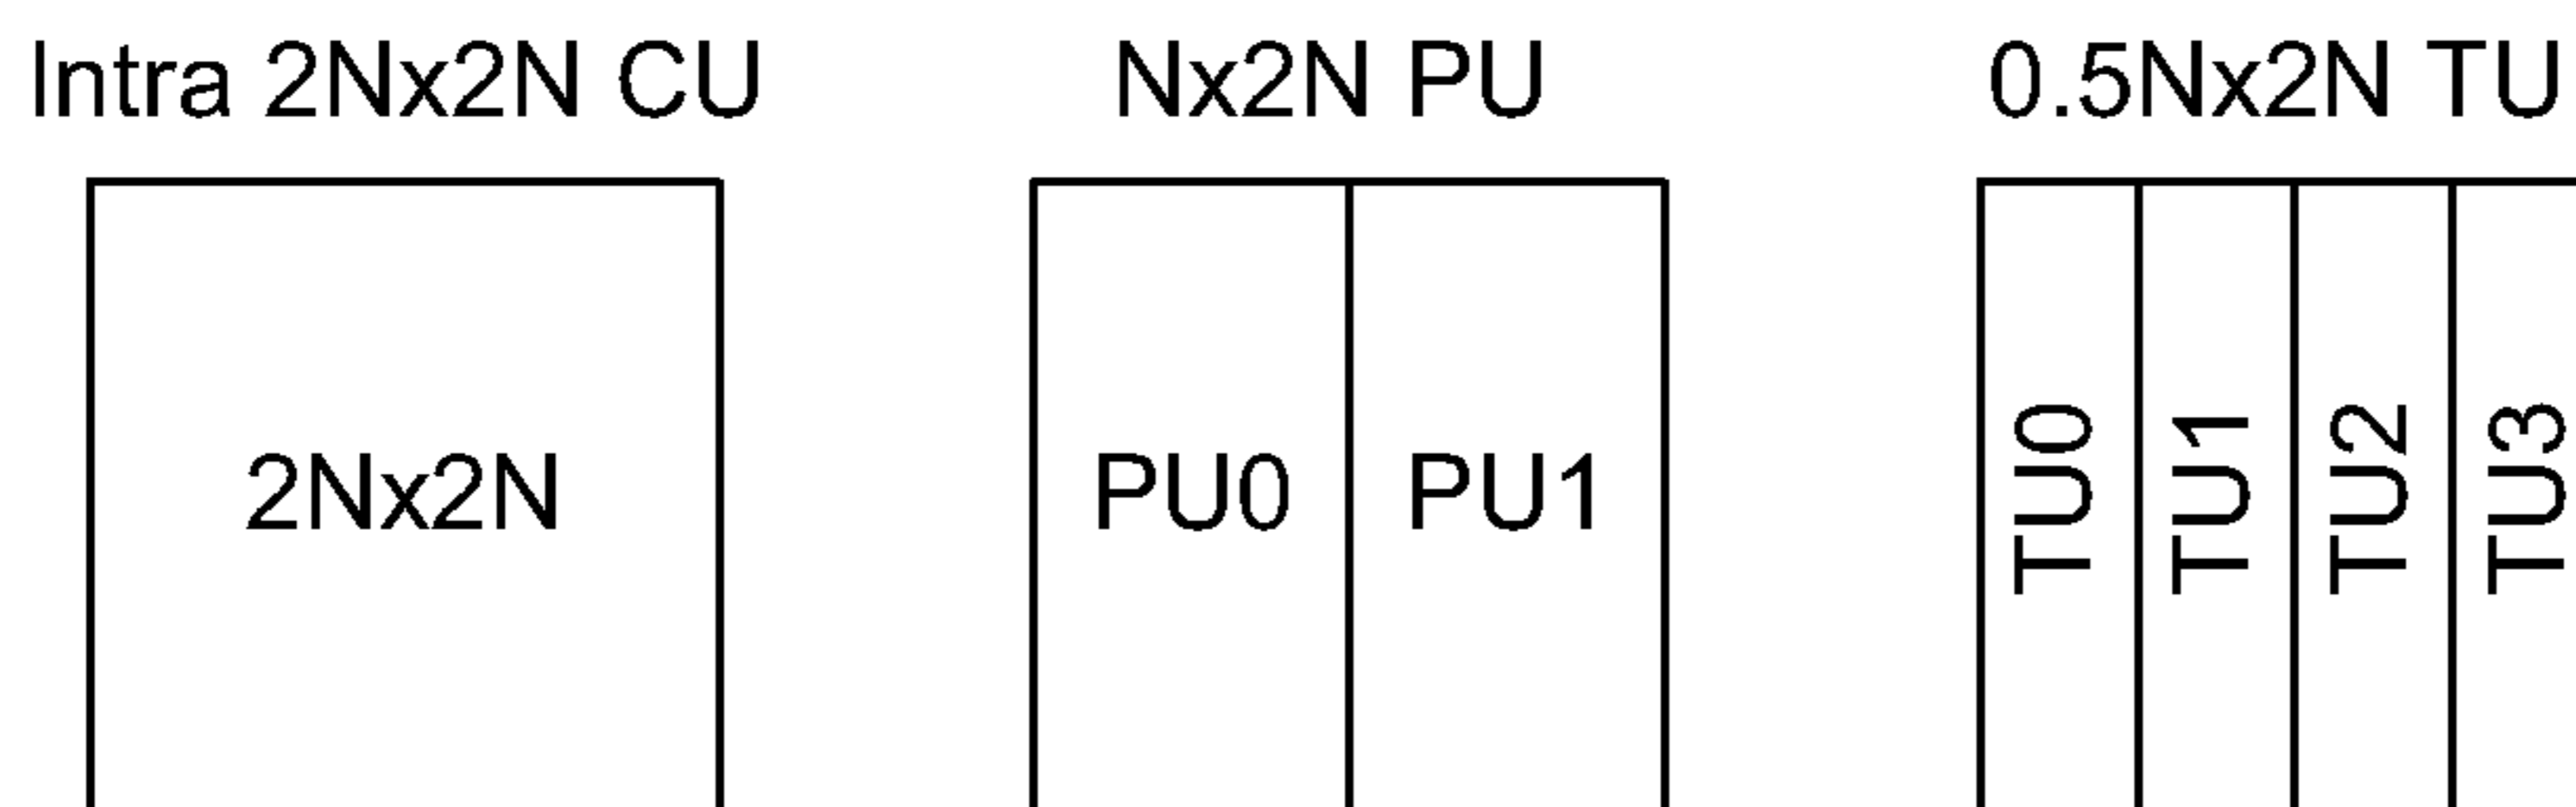 Intra 2Nx2N CU
Nx2N PU
0.5Nx2N TU
2Nx2N
PU0
PU1
TU0
TU1
TU2
TU3